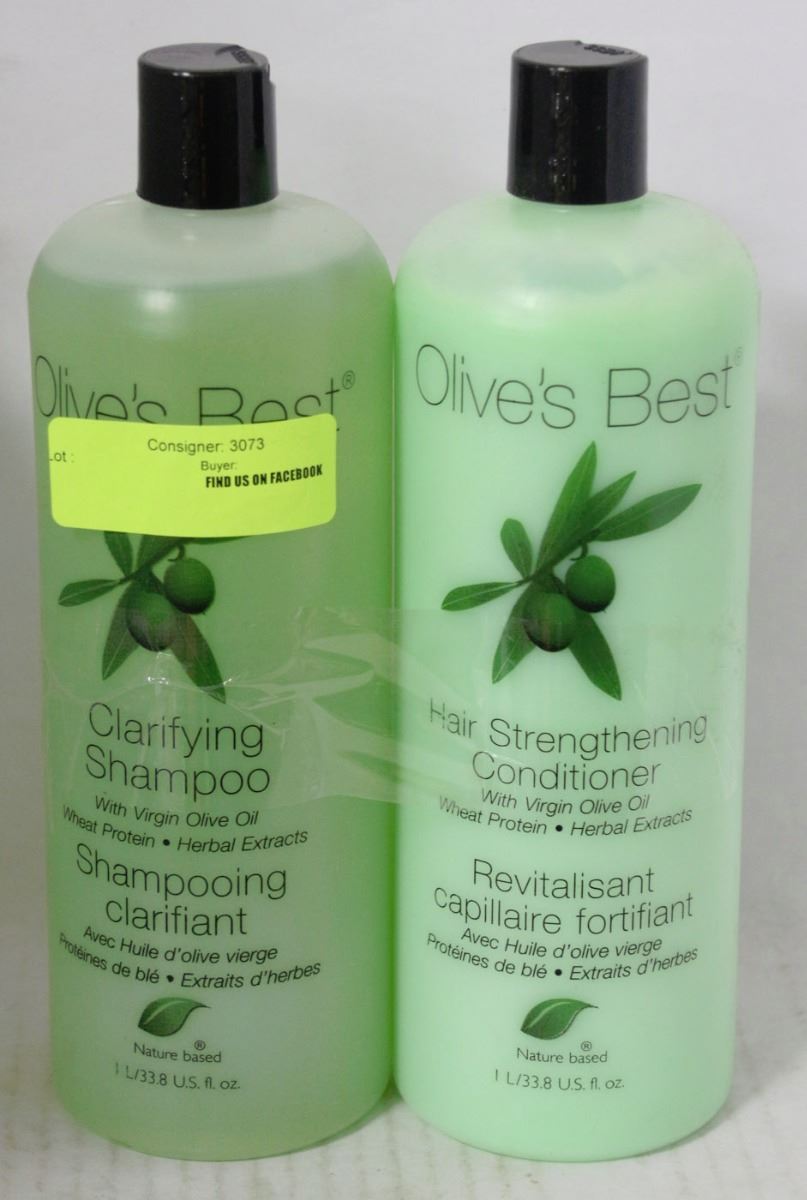 Olive's Best®
Lot :
Consigner: 3073
Buyer:
FIND US ON FACEBOOK
Clarifying
Shampoo
With Virgin Olive Oil
Wheat Protein • Herbal Extracts
Shampooing
clarifiant
Avec Huile d'olive vierge
Protéines de blé • Extraits d'herbes
Nature based®
1 L/33.8 U.S. fl. oz.
Olive's Best®
Hair Strengthening
Conditioner
With Virgin Olive Oil
Wheat Protein • Herbal Extracts
Revitalisant
capillaire fortifiant
Avec Huile d'olive vierge
Protéines de blé • Extraits d'herbes
Nature based®
1 L/33.8 U.S. fl. oz.